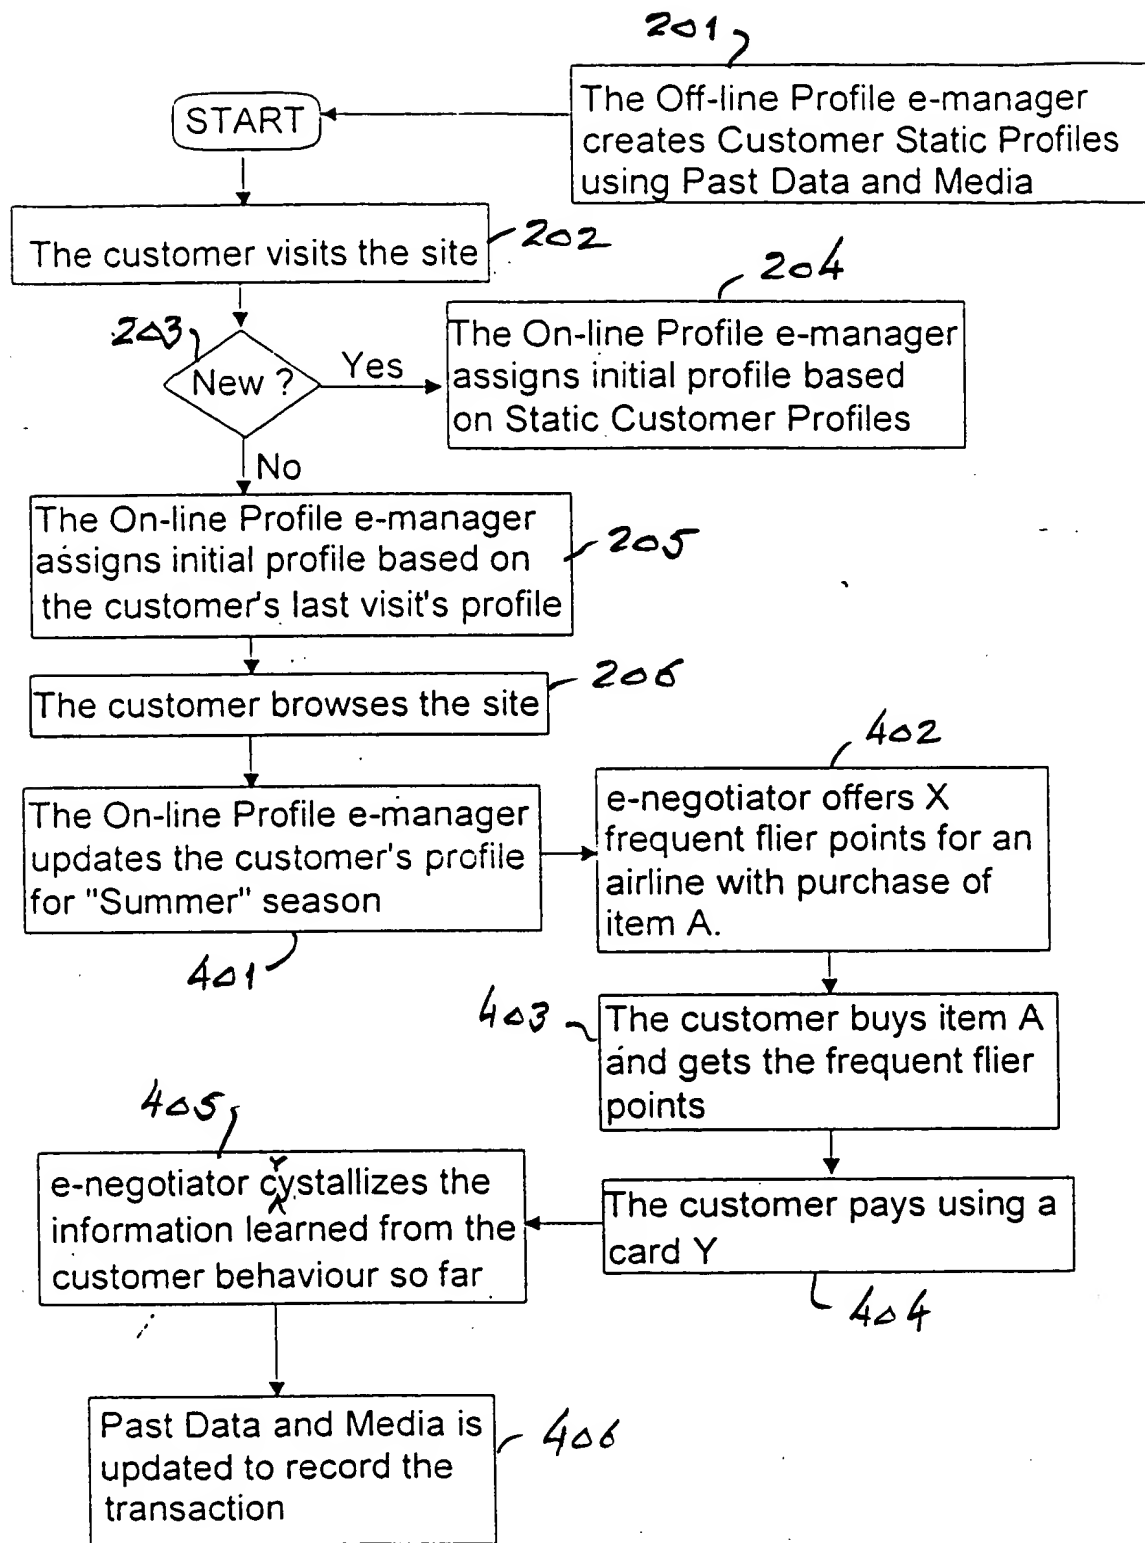 201
The Off-line Profile e-manager
creates Customer Static Profiles
using Past Data and Media
START
The customer visits the site
202
203
New ?
Yes
204
The On-line Profile e-manager
assigns initial profile based
on Static Customer Profiles
No
The On-line Profile e-manager
assigns initial profile based on
the customer's last visit's profile
205
The customer browses the site
206
The On-line Profile e-manager
updates the customer's profile
for "Summer" season
401
402
e-negotiator offers X
frequent flier points for an
airline with purchase of
item A.
403
The customer buys item A
and gets the frequent flier
points
The customer pays using a
card Y
404
405
e-negotiator crystallizes the
information learned from the
customer behaviour so far
Past Data and Media is
updated to record the
transaction
406